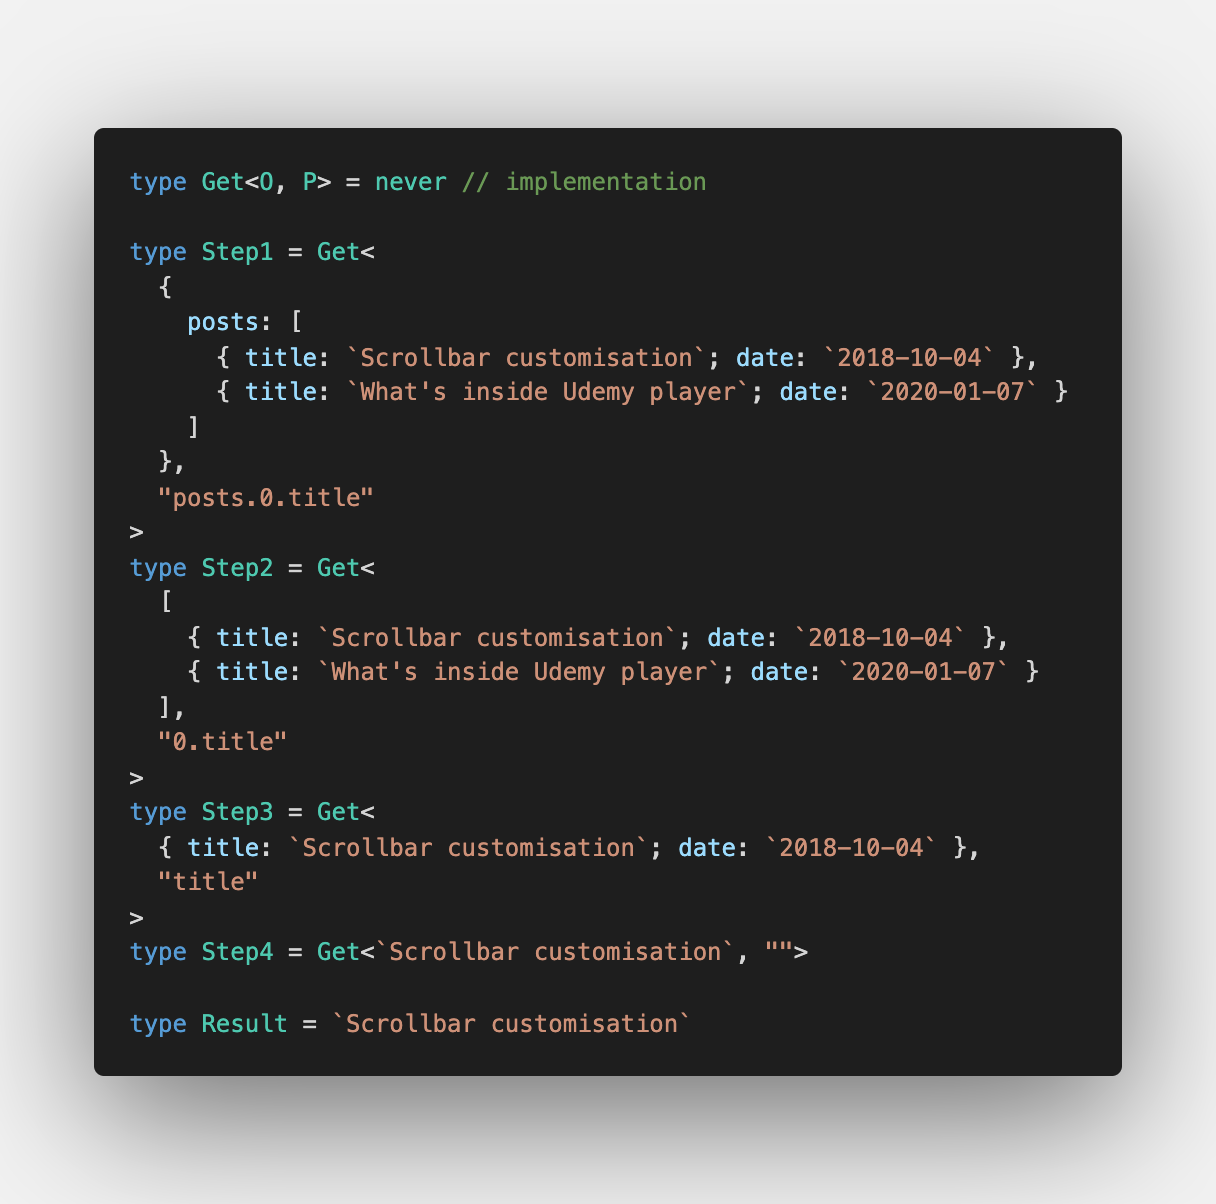 type Get<O, P> = never // implementation

type Step1 = Get<
  {
    posts: [
      { title: `Scrollbar customisation`; date: `2018-10-04` },
      { title: `What's inside Udemy player`; date: `2020-01-07` }
    ]
  },
  "posts.0.title"
>
type Step2 = Get<
  [
    { title: `Scrollbar customisation`; date: `2018-10-04` },
    { title: `What's inside Udemy player`; date: `2020-01-07` }
  ],
  "0.title"
>
type Step3 = Get<
  { title: `Scrollbar customisation`; date: `2018-10-04` },
  "title"
>
type Step4 = Get<`Scrollbar customisation`, "">

type Result = `Scrollbar customisation`